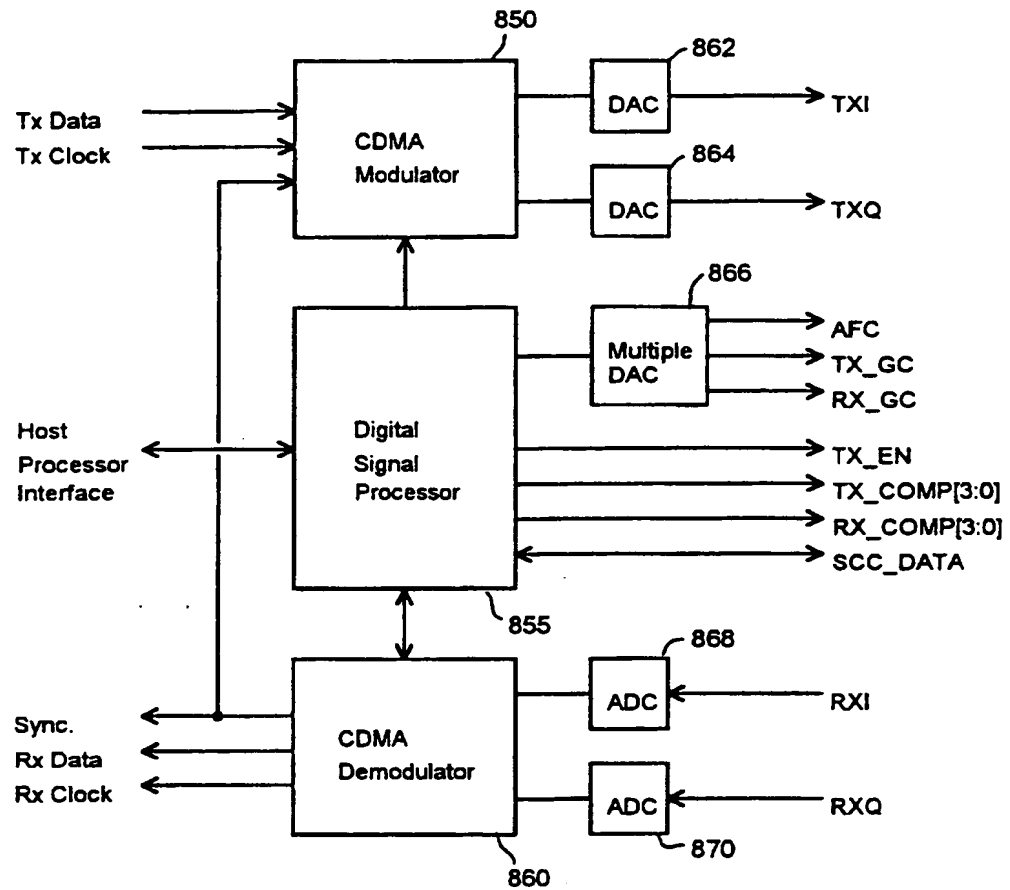 850
862
Tx Data
Tx Clock
CDMA
Modulator
DAC
TXI
864
DAC
TXQ
866
Multiple
DAC
AFC
TX_GC
RX_GC
Host
Processor
Interface
Digital
Signal
Processor
TX_EN
TX_COMP[3:0]
RX_COMP[3:0]
SCC_DATA
855
868
Sync.
Rx Data
Rx Clock
CDMA
Demodulator
ADC
RXI
ADC
RXQ
870
860